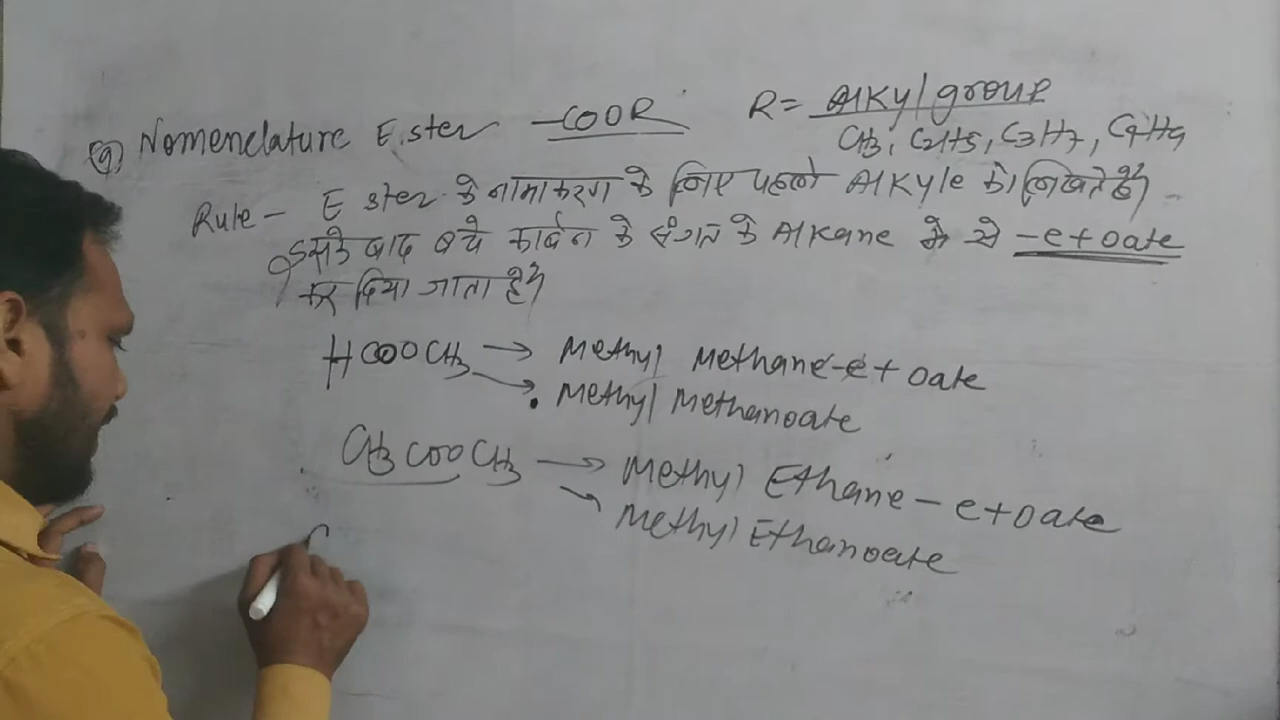 (9) Nomenclature Ester -COOR R = Alkyl group
CH3, C2H5, C3H7, C4H9
Rule - Ester के नामाकरण के लिए पहले Alkyle को लिखते हैं
इसके बाद बचे कार्बन के संगत के Alkane में से -e+oate
कर दिया जाता है
HCOOCH3 → Methyl Methane-e+oate
→ Methyl Methanoate
CH3COOCH3 → Methyl Ethane-e+oate
→ Methyl Ethanoate